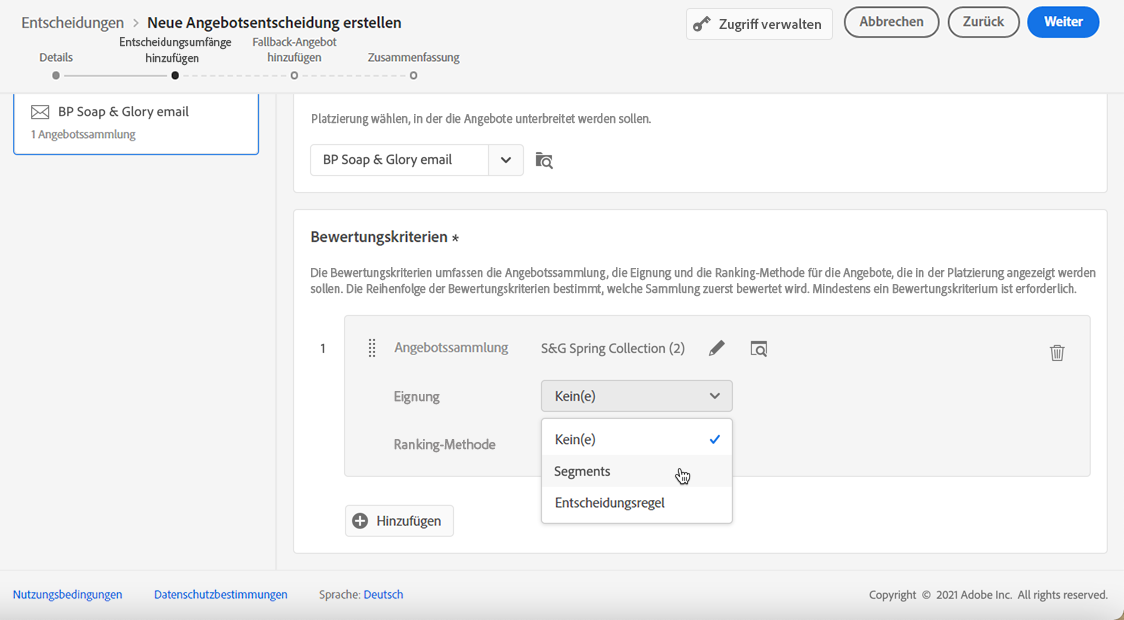 Entscheidungen > Neue Angebotsentscheidung erstellen
Zugriff verwalten
Abbrechen
Zurück
Weiter
Details
Entscheidungsumfänge
hinzufügen
Fallback-Angebot
hinzufügen
Zusammenfassung
BP Soap & Glory email
1 Angebotssammlung
Platzierung wählen, in der die Angebote unterbreitet werden sollen.
BP Soap & Glory email
Bewertungskriterien *
Die Bewertungskriterien umfassen die Angebotssammlung, die Eignung und die Ranking-Methode für die Angebote, die in der Platzierung angezeigt werden
sollen. Die Reihenfolge der Bewertungskriterien bestimmt, welche Sammlung zuerst bewertet wird. Mindestens ein Bewertungskriterium ist erforderlich.
1
Angebotssammlung
S&G Spring Collection (2)
Eignung
Kein(e)
Ranking-Methode
Kein(e)
Segments
Entscheidungsregel
Hinzufügen
Nutzungsbedingungen
Datenschutzbestimmungen
Sprache: Deutsch
Copyright © 2021 Adobe Inc. All rights reserved.